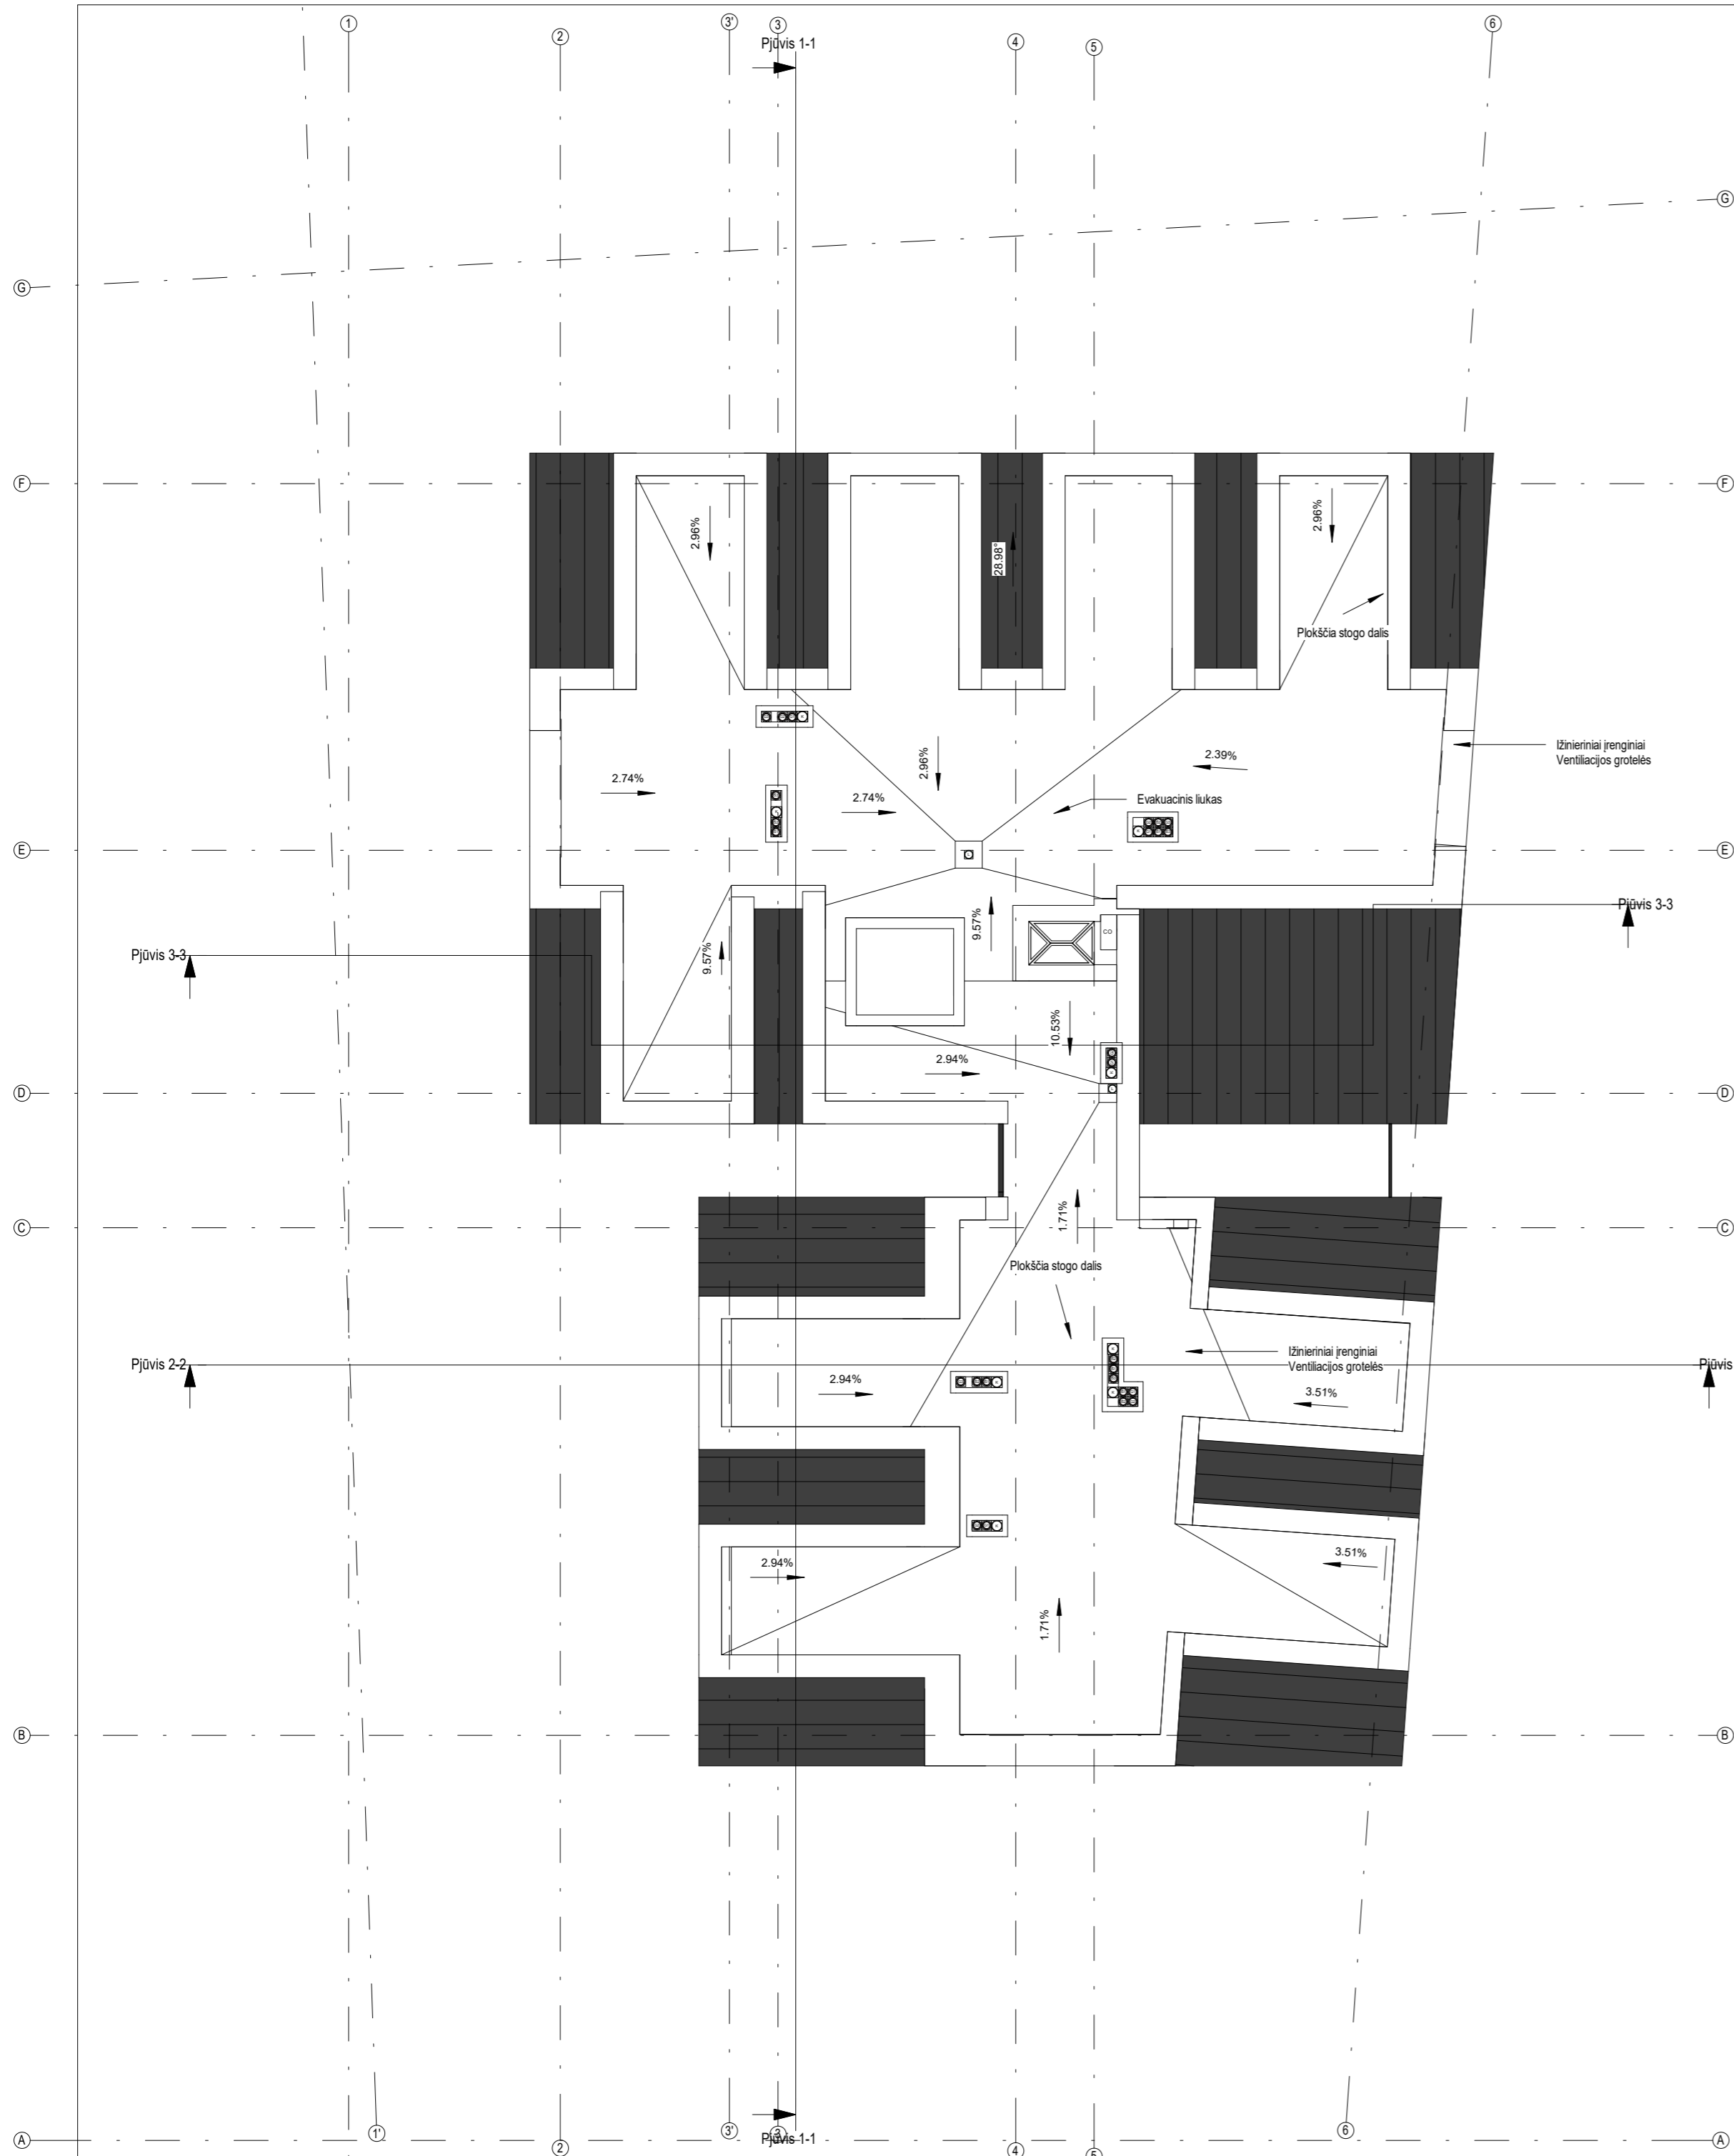 1
2
3'
3
4
5
6
Pjūvis 1-1
G
G
F
F
2.96%
2.96%
28.98°
Plokščia stogo dalis
Ižinieriniai įrenginiai
Ventiliacijos grotelės
2.96%
2.39%
2.74%
2.74%
Evakuacinis liukas
E
E
Pjūvis 3-3
9.57%
CO
9.57%
Pjūvis 3-3
10.53%
2.94%
D
D
C
C
1.71%
Plokščia stogo dalis
Pjūvis 2-2
Ižinieriniai įrenginiai
Ventiliacijos grotelės
Pjūvis
2.94%
3.51%
2.94%
3.51%
1.71%
B
B
A
1'
2
3'
3
Pjūvis 1-1
4
5
6
A